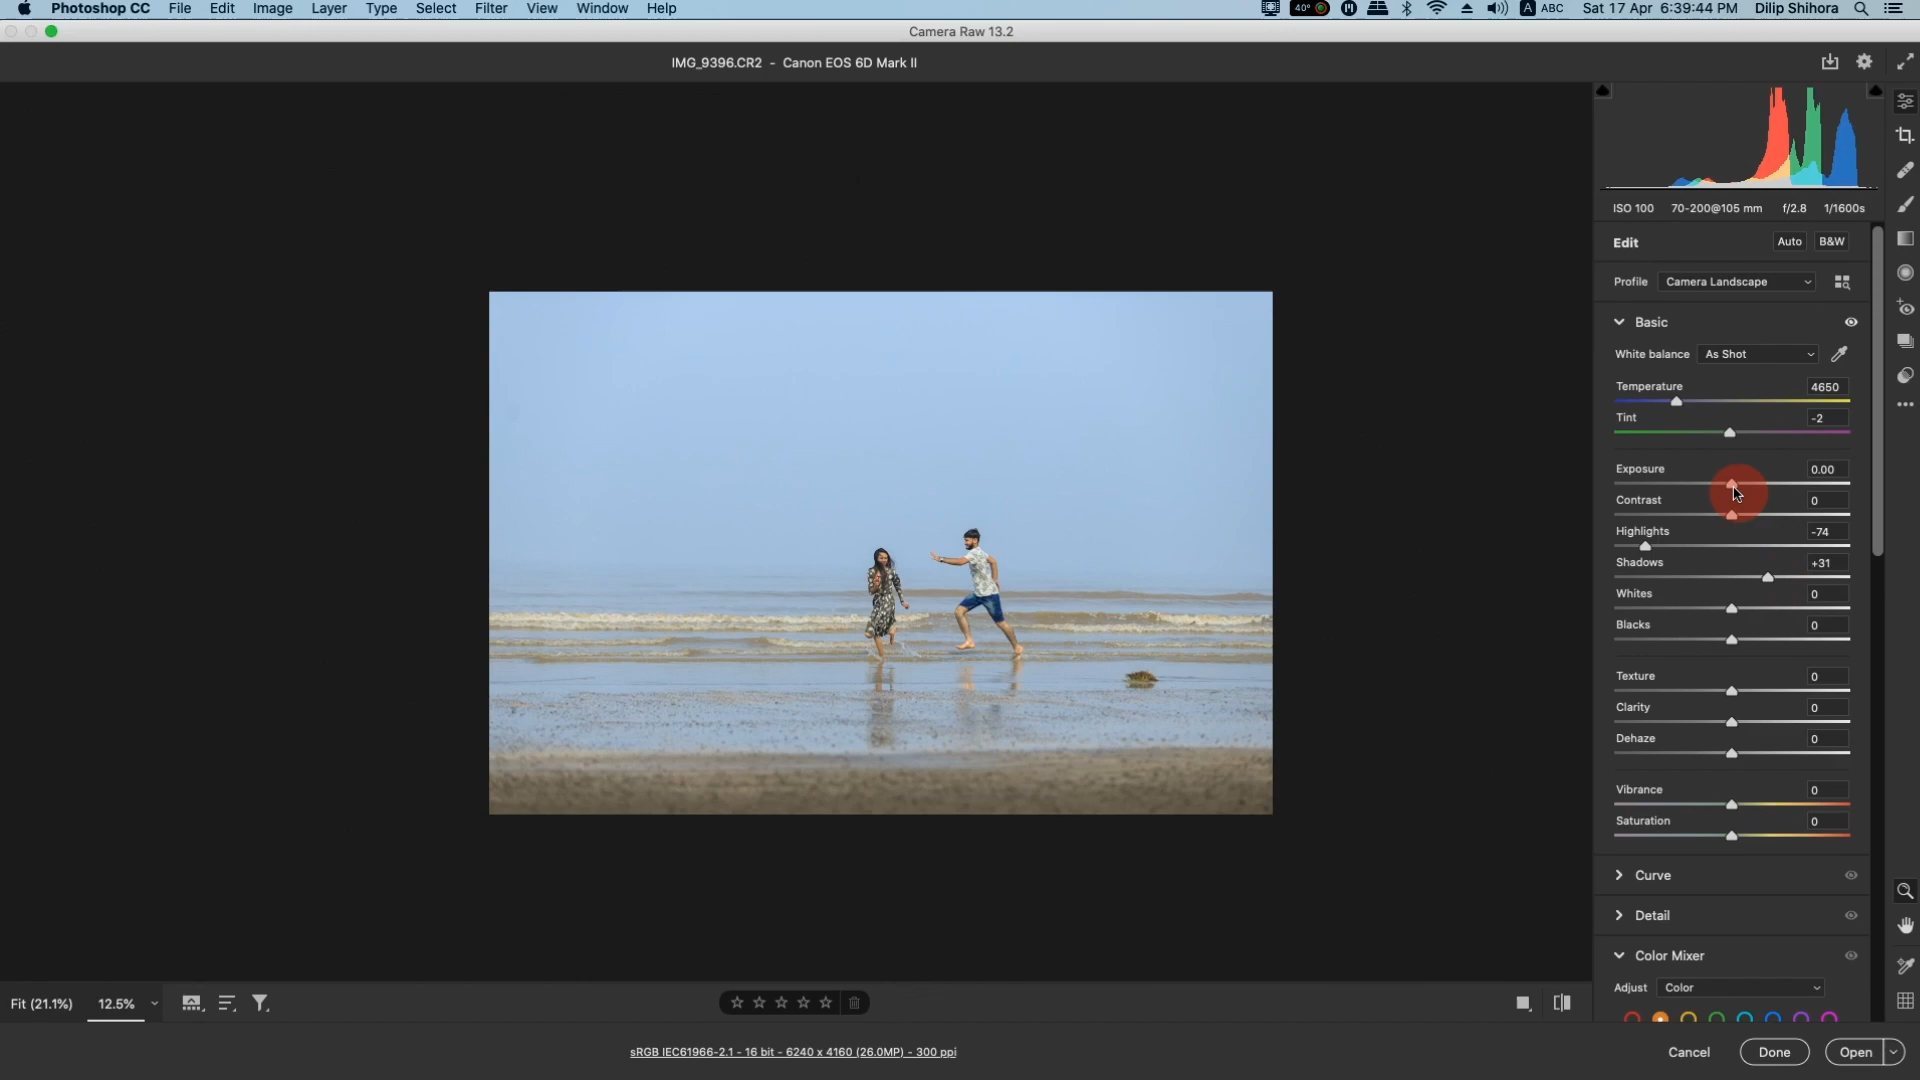 Photoshop CC File Edit Image Layer Type Select Filter View Window Help 40° A ABC Sat 17 Apr 6:39:44 PM Dilip Shihora
Camera Raw 13.2
IMG_9396.CR2 - Canon EOS 6D Mark II
ISO 100 70-200@105 mm f/2.8 1/1600s
Edit Auto B&W
Profile Camera Landscape
Basic
White balance As Shot
Temperature 4650
Tint -2
Exposure 0.00
Contrast 0
Highlights -74
Shadows +31
Whites 0
Blacks 0
Texture 0
Clarity 0
Dehaze 0
Vibrance 0
Saturation 0
Curve
Detail
Color Mixer
Adjust Color
Fit (21.1%) 12.5%
sRGB IEC61966-2.1 - 16 bit - 6240 x 4160 (26.0MP) - 300 ppi
Cancel Done Open